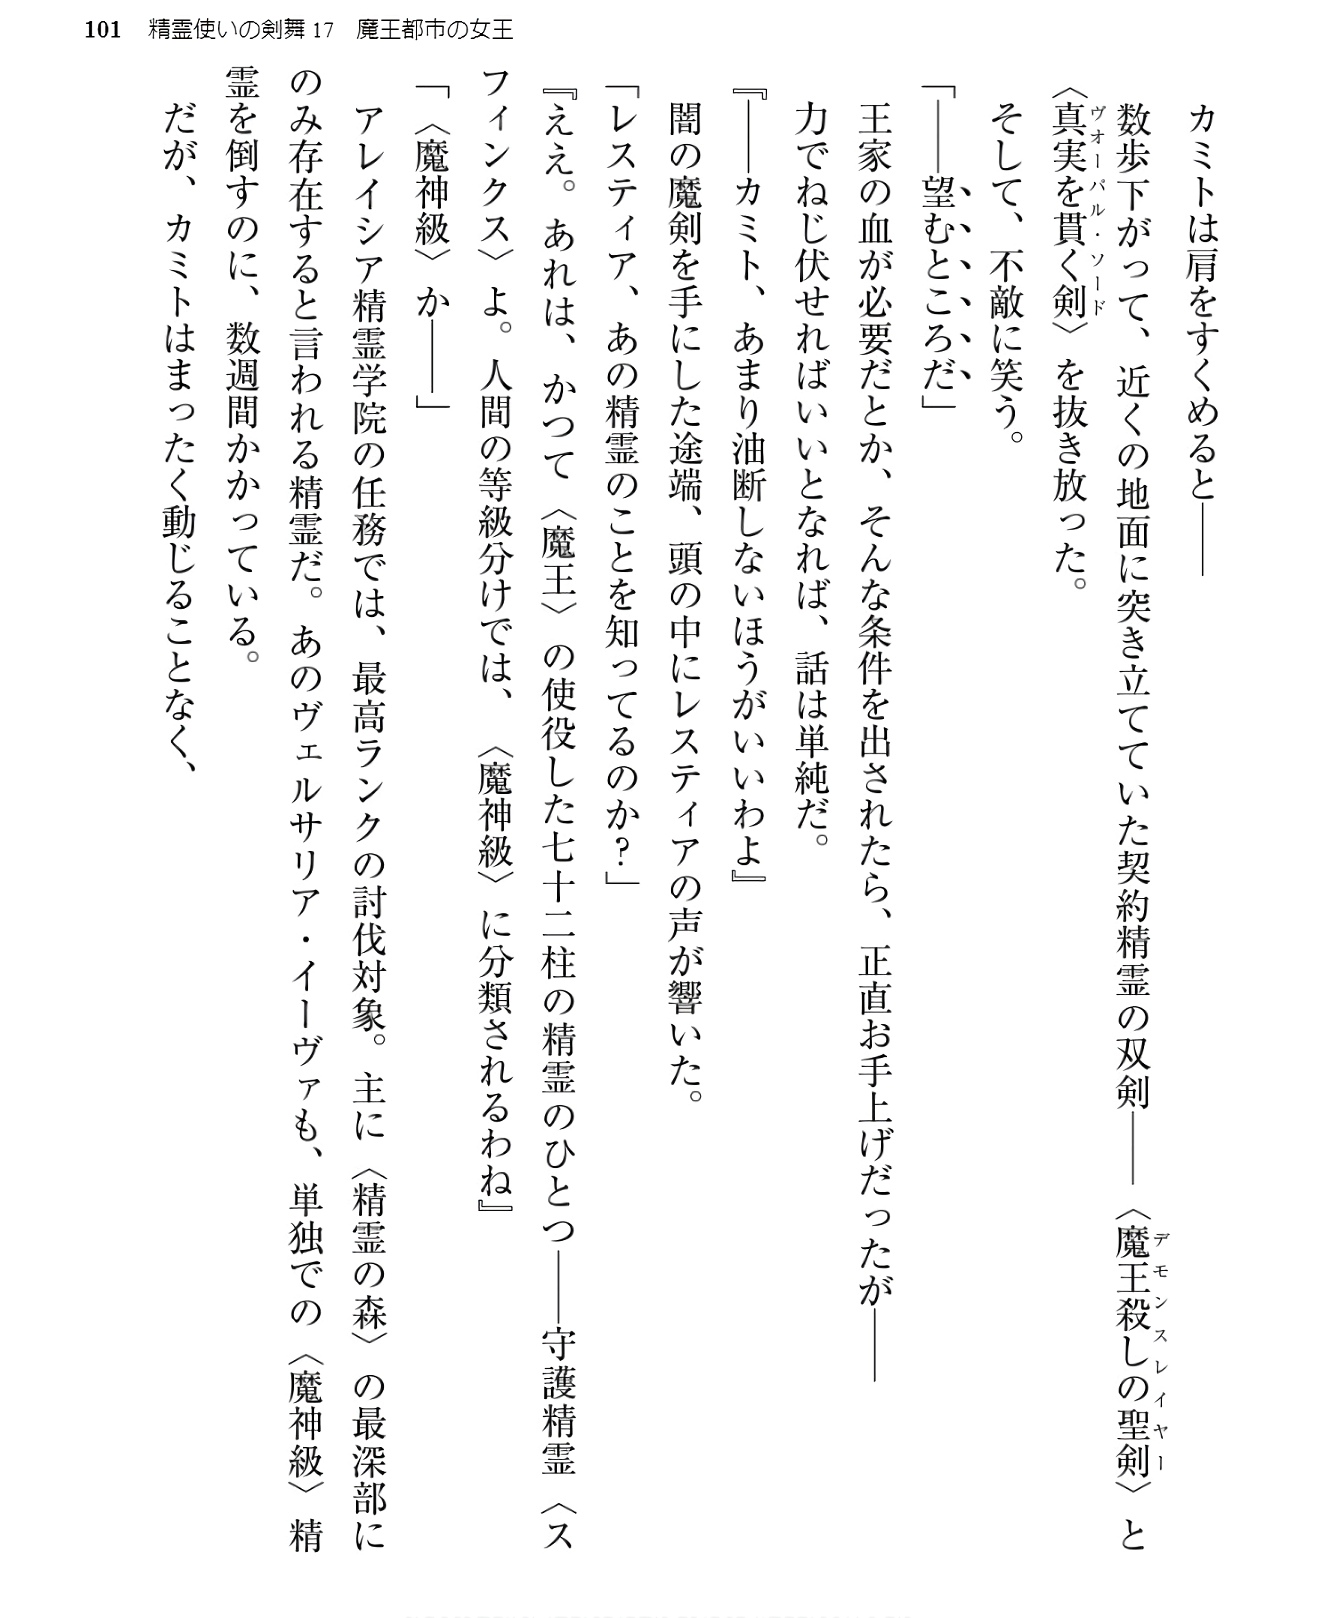 101 精霊使いの剣舞17 魔王都市の女王
カミトは肩をすくめると――
数歩下がって、近くの地面に突き立てていた契約精霊の双剣――〈魔王殺しの聖剣〉と
デモンスレイヤー
〈真実を貫く剣〉を抜き放った。
ヴォーパル・ソード
そして、不敵に笑う。
「――望むところだ」
王家の血が必要だとか、そんな条件を出されたら、正直お手上げだったが――
力でねじ伏せればいいとなれば、話は単純だ。
『――カミト、あまり油断しないほうがいいわよ』
闇の魔剣を手にした途端、頭の中にレスティアの声が響いた。
「レスティア、あの精霊のことを知ってるのか?」
『ええ。あれは、かつて〈魔王〉の使役した七十二柱の精霊のひとつ――守護精霊〈ス
フィンクス〉よ。人間の等級分けでは、〈魔神級〉に分類されるわね』
「〈魔神級〉か――」
アレイシア精霊学院の任務では、最高ランクの討伐対象。主に〈精霊の森〉の最深部に
のみ存在すると言われる精霊だ。あのヴェルサリア・イーヴァも、単独での〈魔神級〉精
霊を倒すのに、数週間かかっている。
だが、カミトはまったく動じることなく、